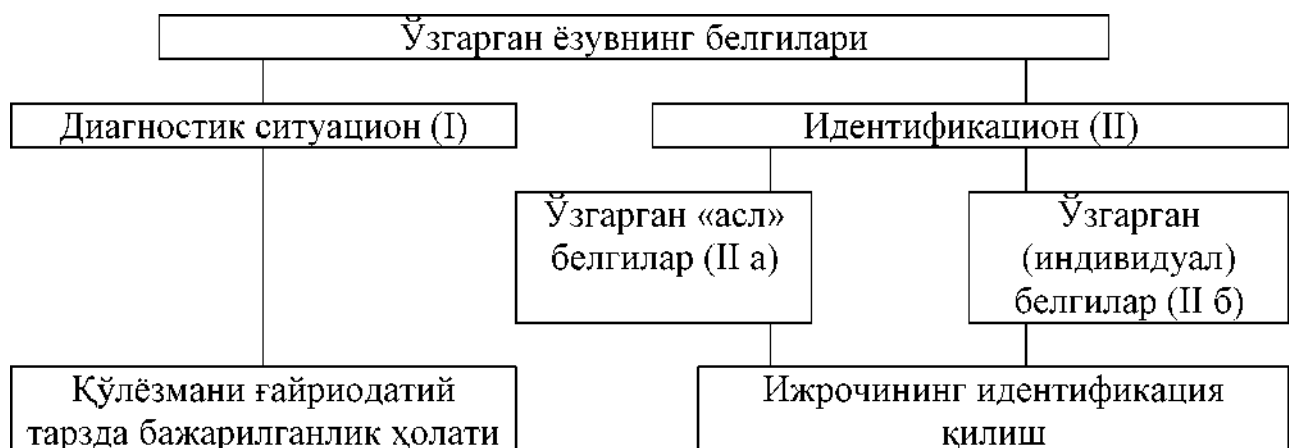 Ўзгарган ёзувнинг белгилари
Диагностик ситуацион (I)
Идентификацион (II)
Ўзгарган «асл»
белгилар (II а)
Ўзгарган
(индивидуал)
белгилар (II б)
Қўлёзмани ғайриодатий
тарзда бажарилганлик ҳолати
Ижрочининг идентификация
қилиш